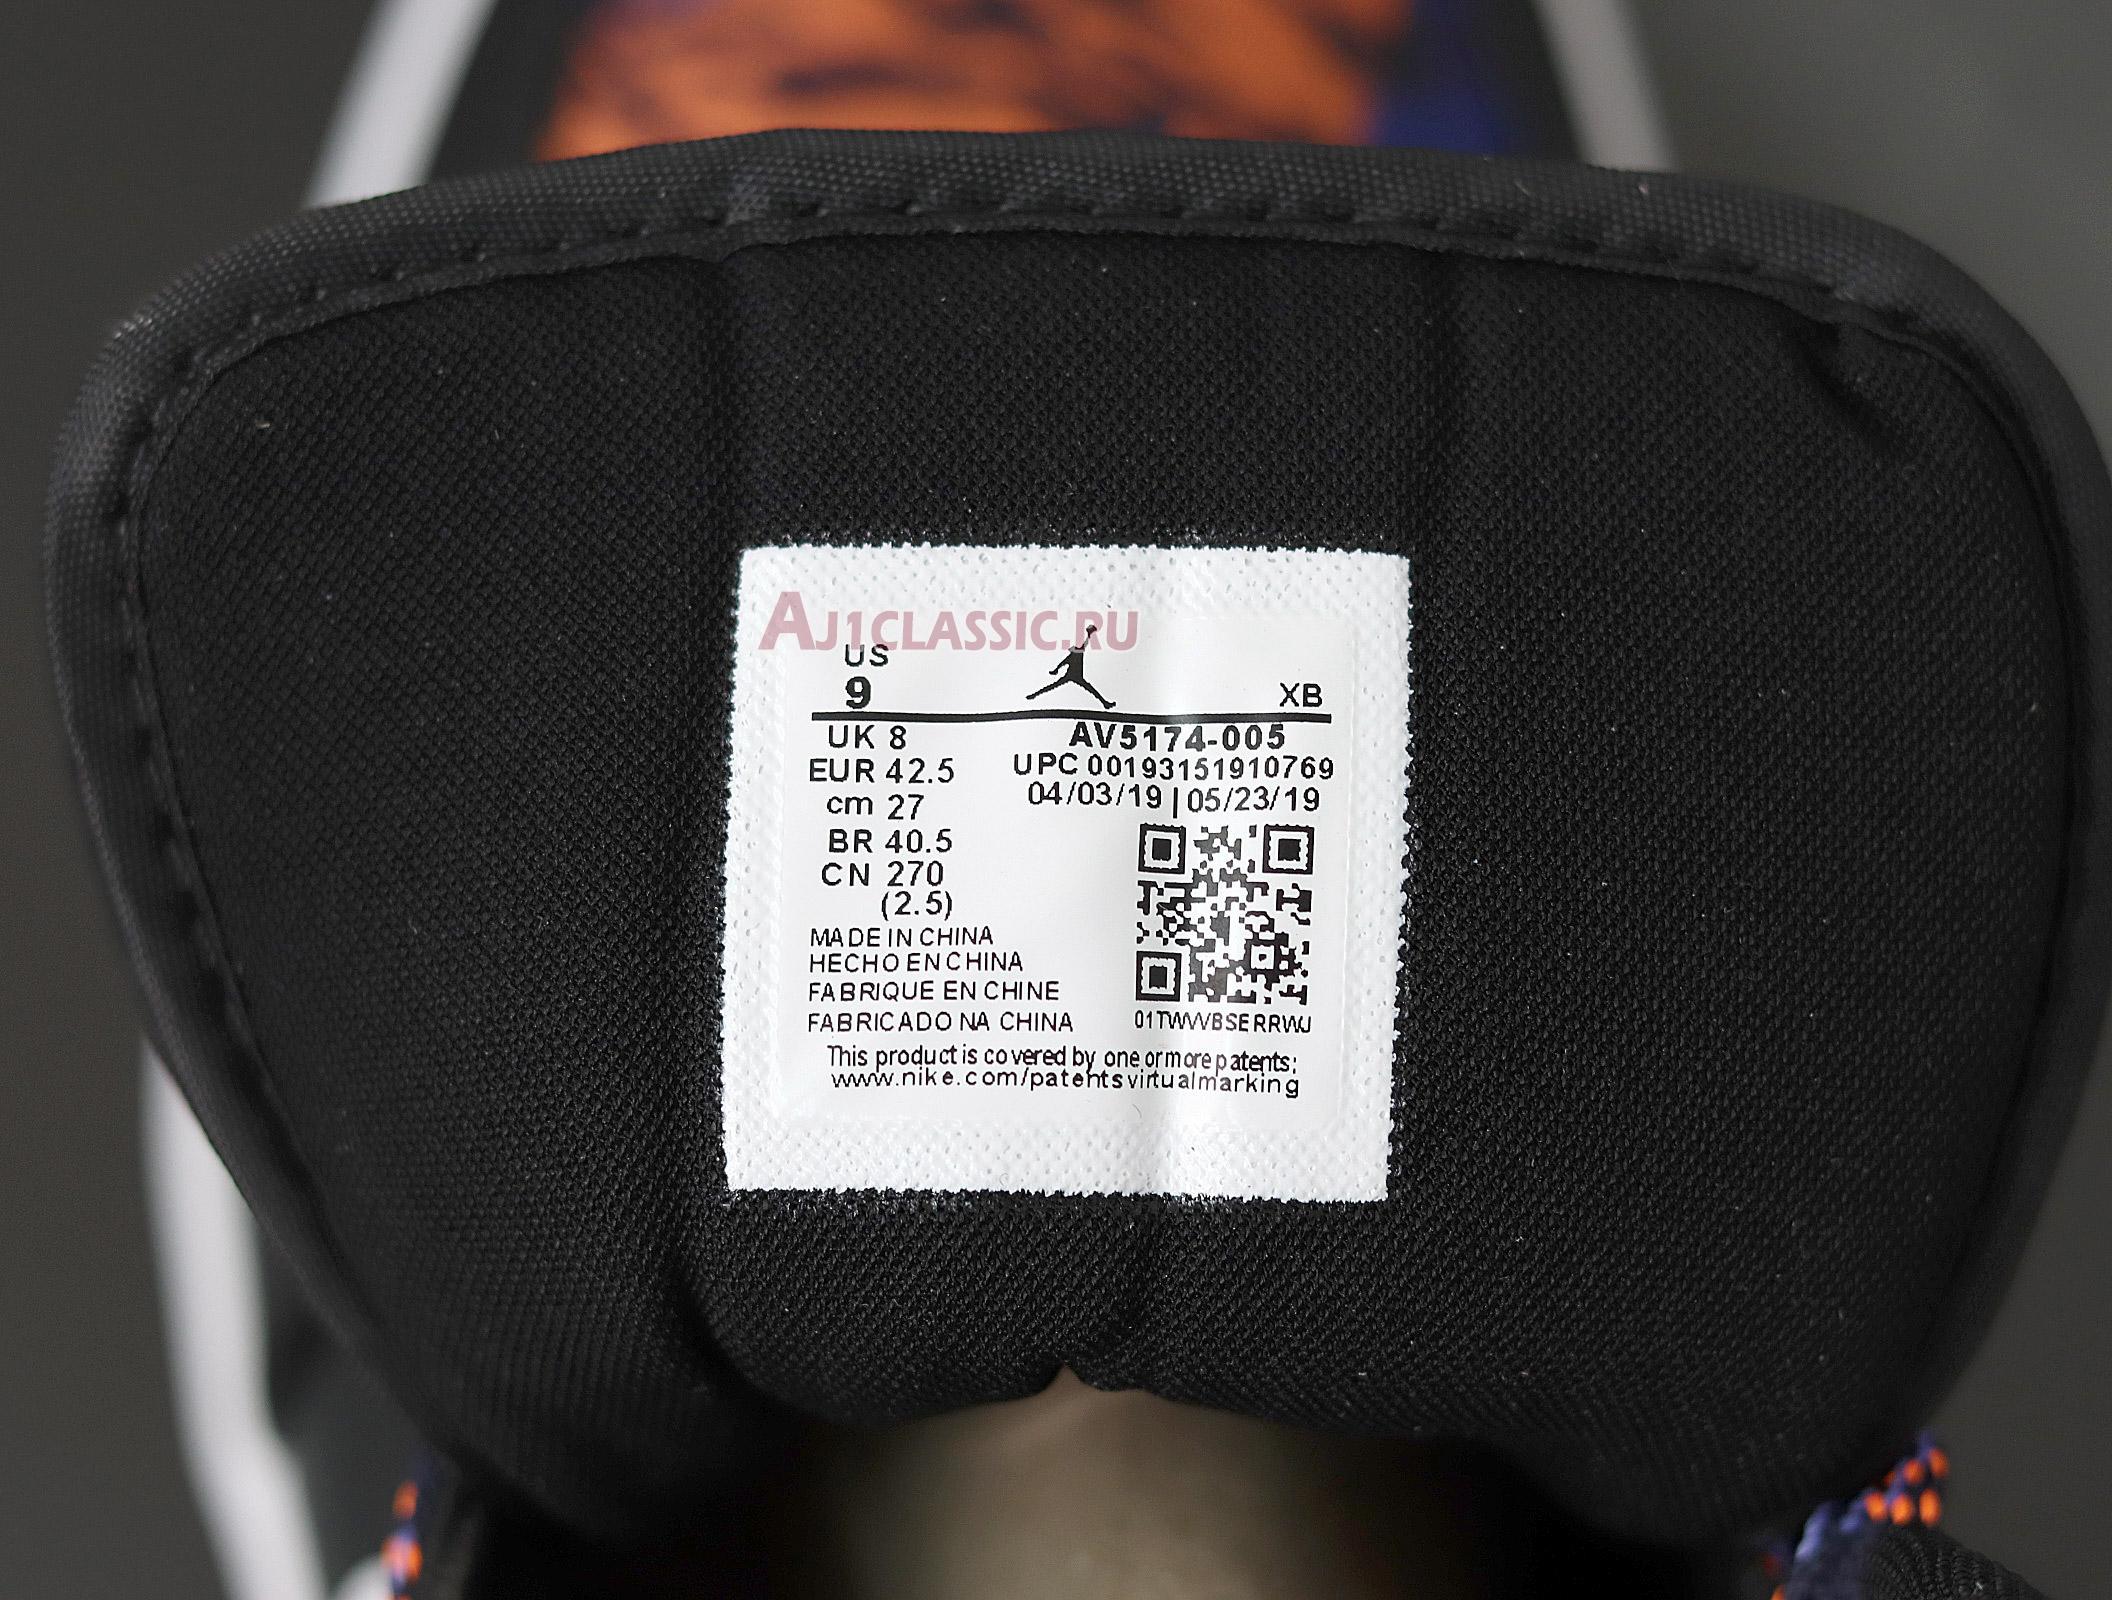 AJ1CLASSIC.RU
US
9 XB
UK 8 AV5174-005
EUR 42.5 UPC 00193151910769
cm 27 04/03/19 | 05/23/19
BR 40.5
CN 270
(2.5)
MADE IN CHINA
HECHO EN CHINA
FABRIQUE EN CHINE
FABRICADO NA CHINA
This product is covered by one or more patents:
www.nike.com/patentsvirtualmarking